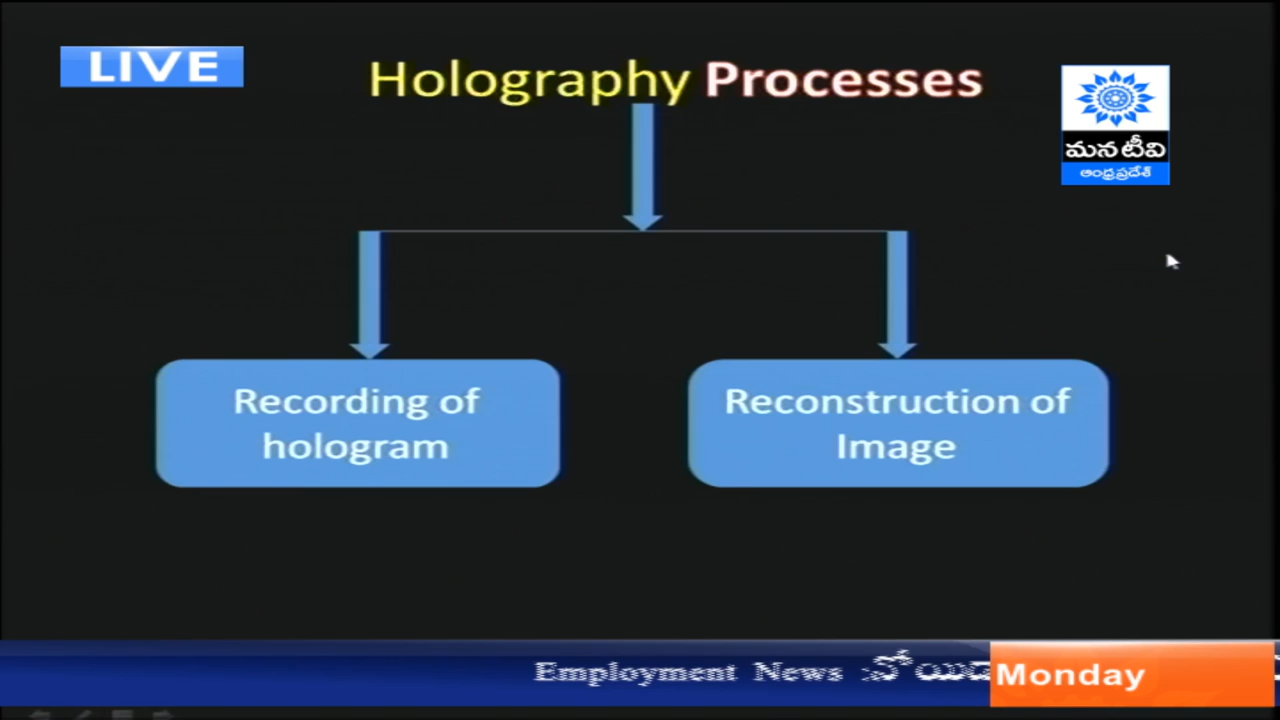 LIVE
Holography Processes
మన టీవి
ఆంధ్రప్రదేశ్
Recording of
hologram
Reconstruction of
Image
Employment News
Monday